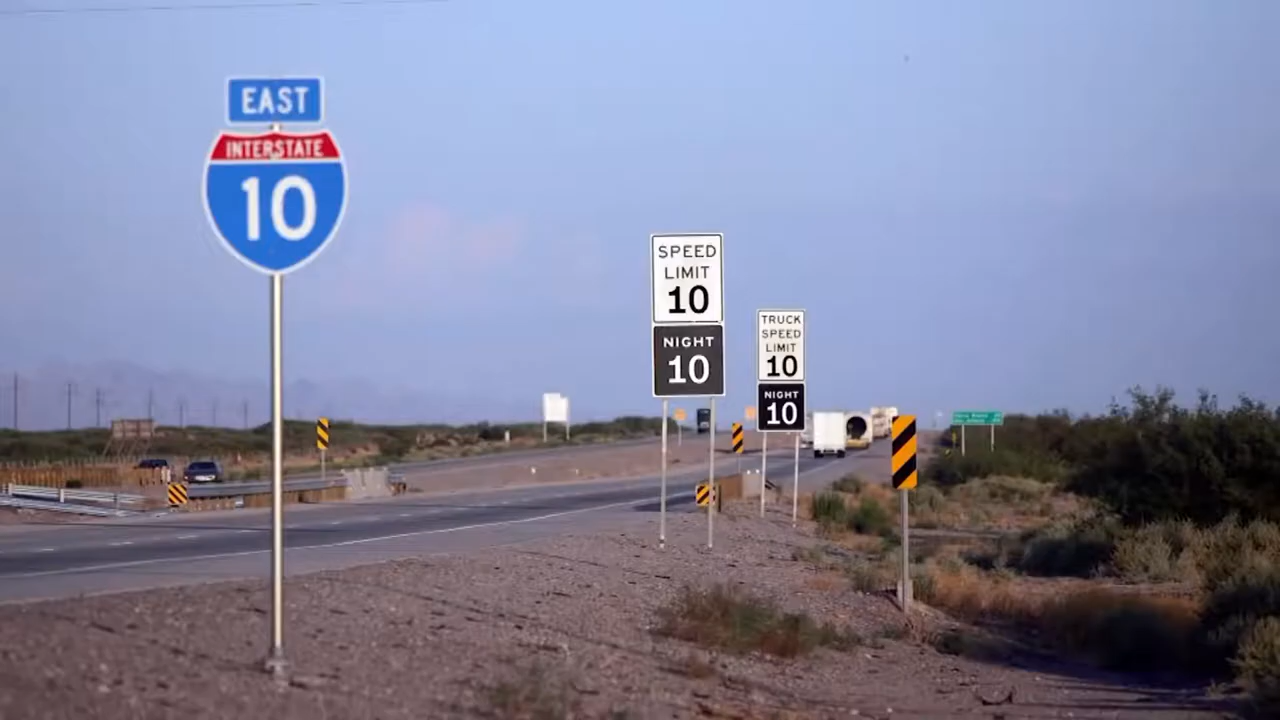 EAST
INTERSTATE
10
SPEED
LIMIT
10
NIGHT
10
TRUCK
SPEED
LIMIT
10
NIGHT
10